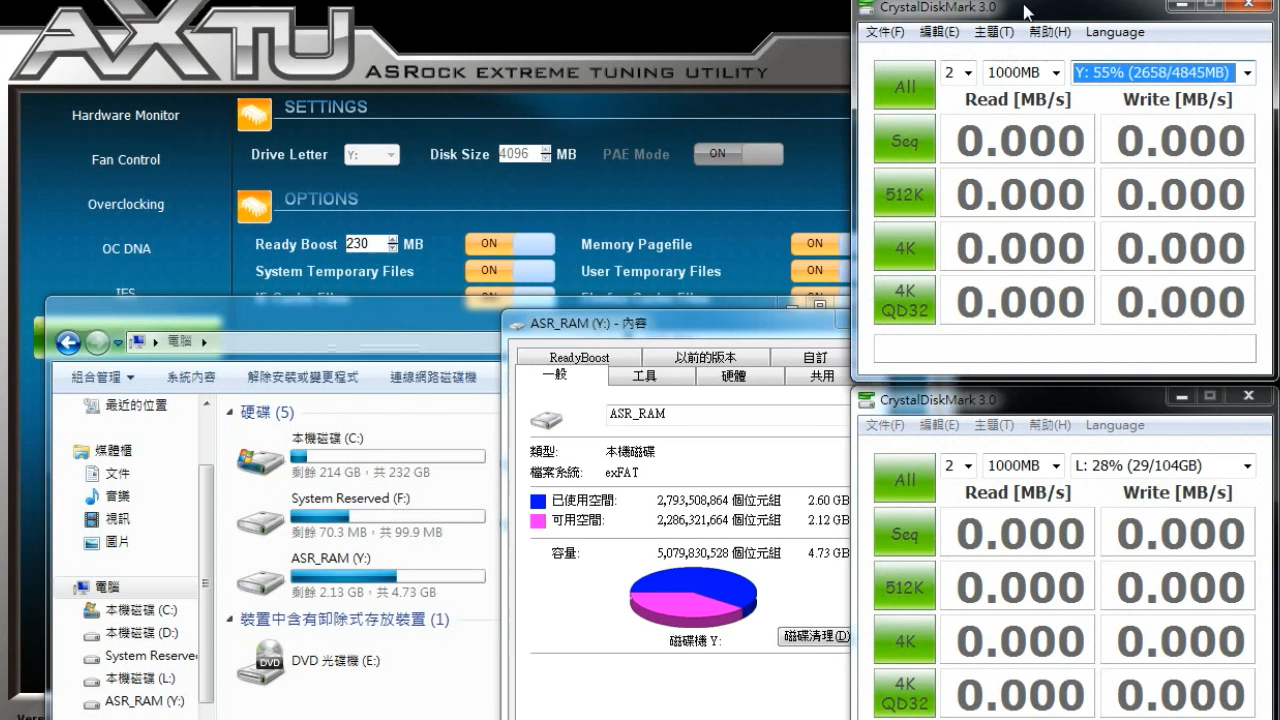 AXTU
ASROCK EXTREME TUNING UTILITY
Hardware Monitor
Fan Control
Overclocking
OC DNA
IES
SETTINGS
Drive Letter Y: Disk Size 4096 MB PAE Mode ON
OPTIONS
Ready Boost 230 MB ON Memory Pagefile ON
System Temporary Files ON User Temporary Files ON
電腦
組合管理 系統內容 解除安裝或變更程式 連線網路磁碟機
最近的位置
媒體櫃
文件
音樂
視訊
圖片
電腦
本機磁碟 (C:)
本機磁碟 (D:)
System Reserve
本機磁碟 (L:)
ASR_RAM (Y:)
硬碟 (5)
本機磁碟 (C:)
剩餘 214 GB，共 232 GB
System Reserved (F:)
剩餘 70.3 MB，共 99.9 MB
ASR_RAM (Y:)
剩餘 2.13 GB，共 4.73 GB
裝置中含有卸除式存放裝置 (1)
DVD
DVD 光碟機 (E:)
ASR_RAM (Y:) - 內容
ReadyBoost 以前的版本 自訂
一般 工具 硬體 共用
ASR_RAM
類型: 本機磁碟
檔案系統: exFAT
已使用空間: 2,793,508,864 個位元組 2.60 GB
可用空間: 2,286,321,664 個位元組 2.12 GB
容量: 5,079,830,528 個位元組 4.73 GB
磁碟機 Y: 磁碟清理(D)
CrystalDiskMark 3.0
文件(F) 編輯(E) 主題(T) 幫助(H) Language
All 2 1000MB Y: 55% (2658/4845MB)
Read [MB/s] Write [MB/s]
Seq 0.000 0.000
512K 0.000 0.000
4K 0.000 0.000
4K QD32 0.000 0.000
CrystalDiskMark 3.0
文件(F) 編輯(E) 主題(T) 幫助(H) Language
All 2 1000MB L: 28% (29/104GB)
Read [MB/s] Write [MB/s]
Seq 0.000 0.000
512K 0.000 0.000
4K 0.000 0.000
4K QD32 0.000 0.000